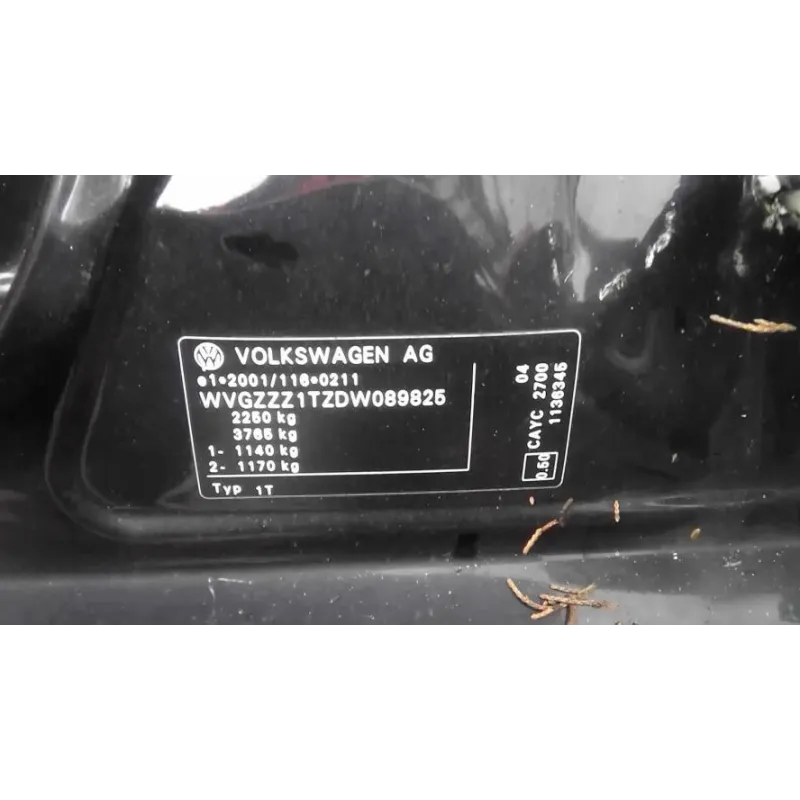 VOLKSWAGEN AG
e1*2001/116*0211
WVGZZZ1TZDW089825
2250 kg
3765 kg
1- 1140 kg
2- 1170 kg
Typ 1T
04
CAYC 2700
1136345
0.50